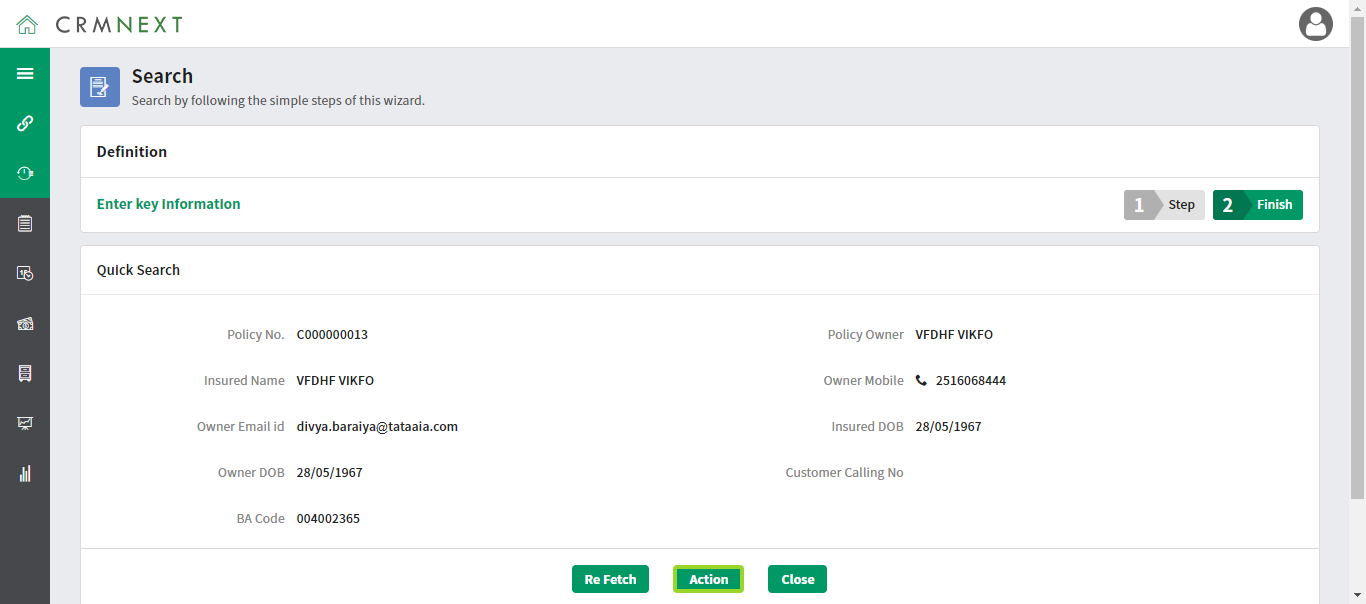 CRMNEXT
Search
Search by following the simple steps of this wizard.
Definition
Enter key Information
1 Step 2 Finish
Quick Search
Policy No. C000000013 Policy Owner VFDHF VIKFO
Insured Name VFDHF VIKFO Owner Mobile 2516068444
Owner Email id divya.baraiya@tataaia.com Insured DOB 28/05/1967
Owner DOB 28/05/1967 Customer Calling No
BA Code 004002365
Re Fetch Action Close